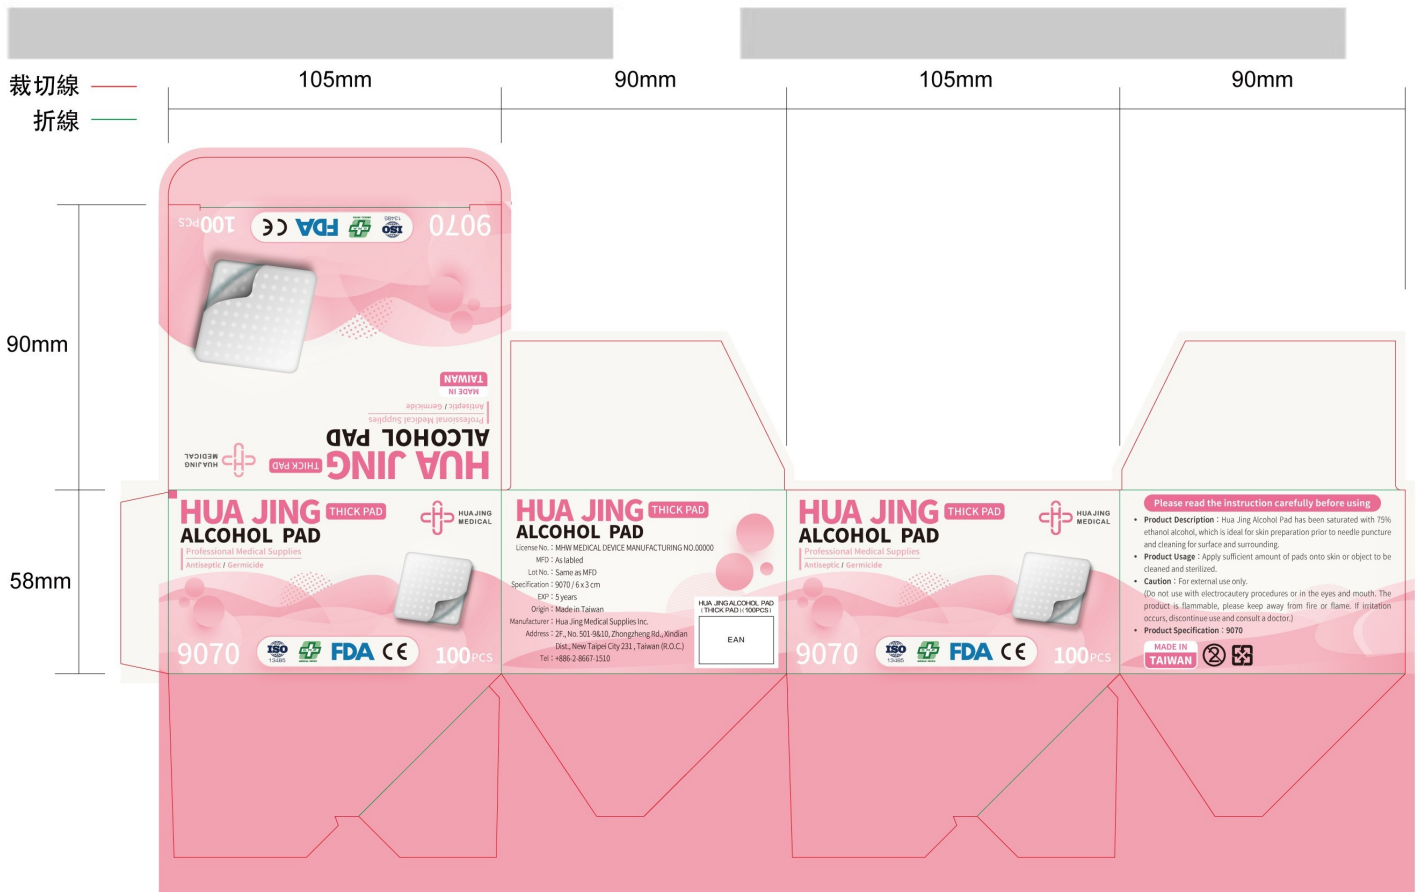 105mm
90mm
105mm
90mm
裁切線
折線
90mm
58mm
9070
ISO
13485
FDA
CE
100PCS
MADE IN
TAIWAN
Antiseptic / Germicide
Professional Medical Supplies
ALCOHOL PAD
HUA JING
THICK PAD
HUA JING
MEDICAL
HUA JING
THICK PAD
ALCOHOL PAD
Professional Medical Supplies
Antiseptic / Germicide
HUA JING
MEDICAL
9070
ISO
13485
FDA
CE
100PCS
HUA JING
THICK PAD
ALCOHOL PAD
License No.：MHW MEDICAL DEVICE MANUFACTURING NO.00000
MFD：As labled
Lot No.：Same as MFD
Specification：9070 / 6 x 3 cm
EXP：5 years
Origin：Made in Taiwan
Manufacturer：Hua Jing Medical Supplies Inc.
Address：2F., No. 501-9&10, Zhongzheng Rd., Xindian
Dist., New Taipei City 231 , Taiwan (R.O.C.)
Tel：+886-2-8667-1510
HUA JING ALCOHOL PAD
（THICK PAD）（100PCS）
EAN
HUA JING
THICK PAD
ALCOHOL PAD
Professional Medical Supplies
Antiseptic / Germicide
HUA JING
MEDICAL
9070
ISO
13485
FDA
CE
100PCS
Please read the instruction carefully before using
• Product Description：Hua Jing Alcohol Pad has been saturated with 75%
ethanol alcohol, which is ideal for skin preparation prior to needle puncture
and cleaning for surface and surrounding.
• Product Usage：Apply sufficient amount of pads onto skin or object to be
cleaned and sterilized.
• Caution：For external use only.
(Do not use with electrocautery procedures or in the eyes and mouth. The
product is flammable, please keep away from fire or flame. If irritation
occurs, discontinue use and consult a doctor.)
• Product Specification：9070
MADE IN
TAIWAN
2